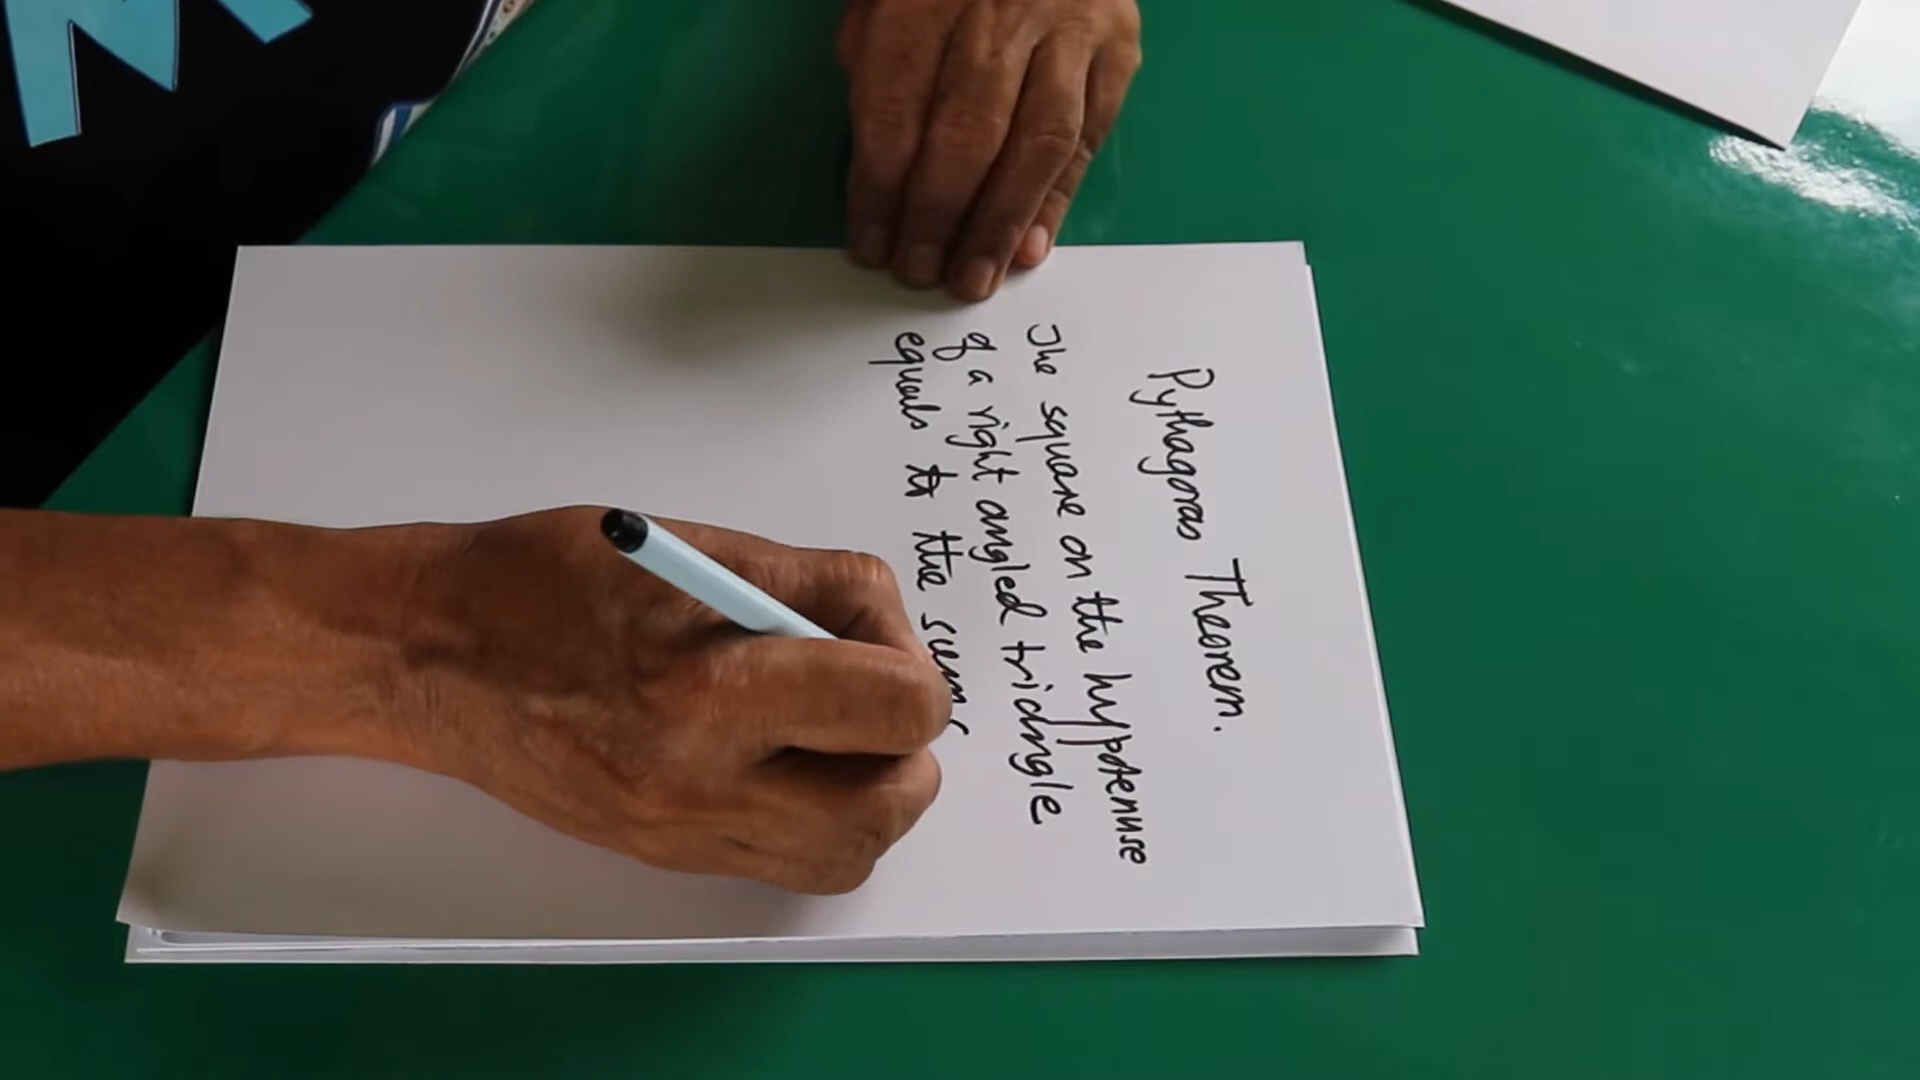 Pythagoras Theorem.
The square on the hypotenuse
of a right angled triangle
equals to the sum